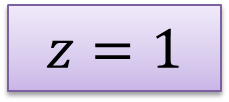 z = 1